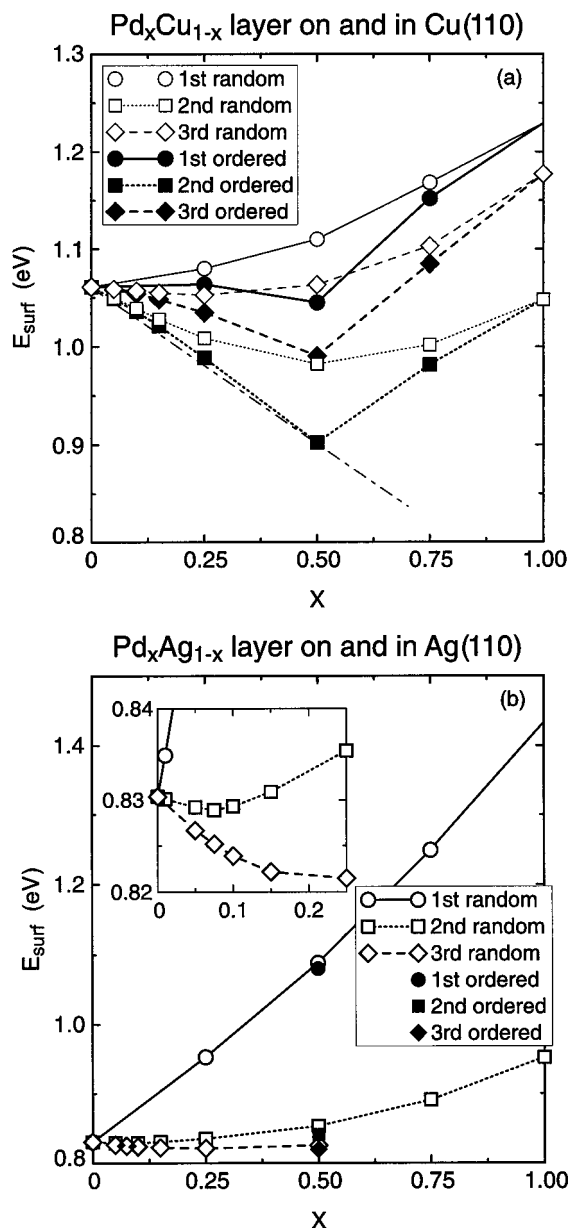 PdxCu1-x layer on and in Cu(110)
1.3
(a)
1st random
2nd random
3rd random
1st ordered
2nd ordered
3rd ordered
1.2
1.1
1.0
0.9
0.8
Esurf (eV)
0 0.25 0.50 0.75 1.00
X
PdxAg1-x layer on and in Ag(110)
(b)
0.84
0.83
0.82
0 0.1 0.2
1.4
1.2
1.0
0.8
Esurf (eV)
1st random
2nd random
3rd random
1st ordered
2nd ordered
3rd ordered
0 0.25 0.50 0.75 1.00
X